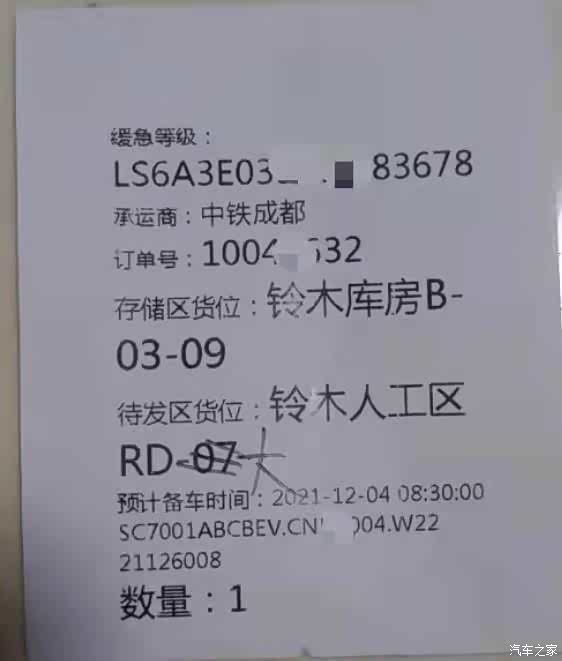 缓急等级：
LS6A3E03 83678
承运商：中铁成都
订单号：1004 632
存储区货位：铃木库房B-
03-09
待发区货位：铃木人工区
RD-07大
预计备车时间：2021-12-04 08:30:00
SC7001ABCBEV.CN 004.W22
21126008
数量：1
汽车之家